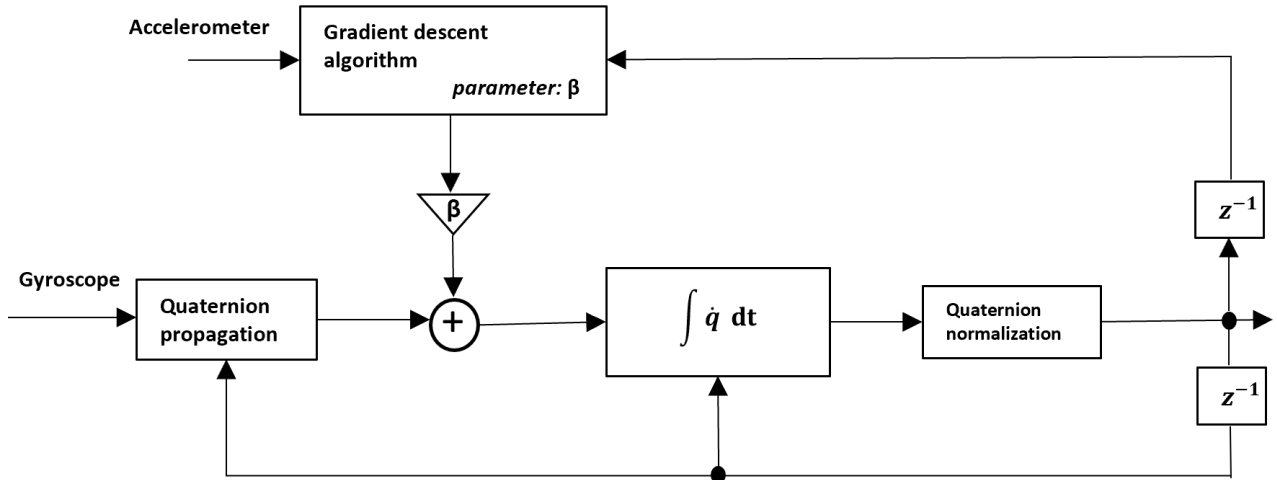 Accelerometer
Gradient descent
algorithm
parameter: β
z⁻¹
β
Gyroscope
Quaternion
propagation
+
∫ q̇ dt
Quaternion
normalization
z⁻¹